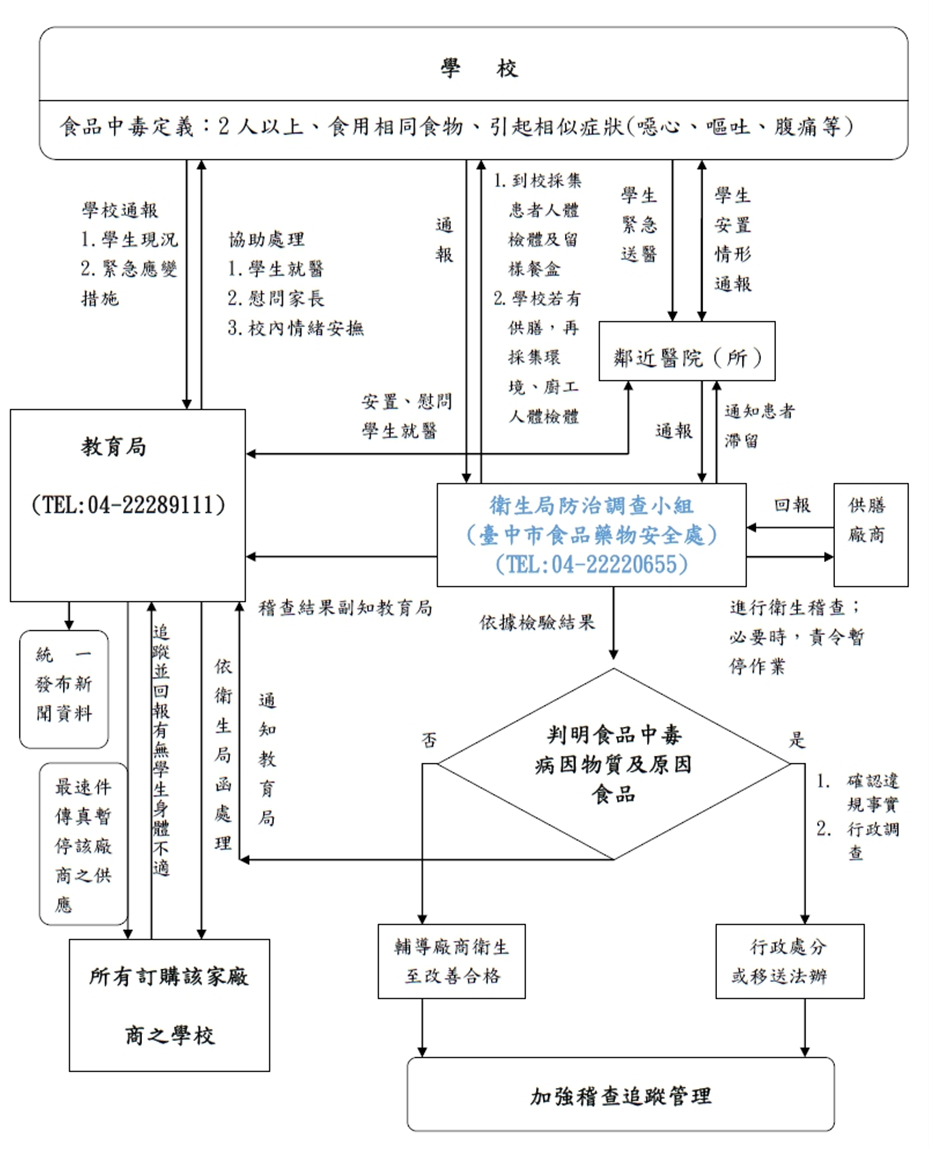 學 校
食品中毒定義：2 人以上、食用相同食物、引起相似症狀(噁心、嘔吐、腹痛等)
學校通報
1.學生現況
2.緊急應變
措施
協助處理
1.學生就醫
2.慰問家長
3.校內情緒安撫
通報
1. 到校採集
患者人體
檢體及留
樣餐盒
2. 學校若有
供膳，再
採集環
境、廚工
人體檢體
學生
緊急
送醫
學生
安置
情形
通報
鄰近醫院（所）
安置、慰問
學生就醫
通報
通知患者
滯留
教育局
(TEL:04-22289111)
衛生局防治調查小組
（臺中市食品藥物安全處）
(TEL:04-22220655)
回報
供膳
廠商
稽查結果副知教育局
依據檢驗結果
進行衛生稽查；
必要時，責令暫
停作業
統 一
發布新
聞資料
追蹤並回報有無學生身體不適
依衛生局函處理
通知教育局
最速件
傳真暫
停該廠
商之供
應
否
判明食品中毒
病因物質及原因
食品
是
1. 確認違
規事實
2. 行政調
查
所有訂購該家廠
商之學校
輔導廠商衛生
至改善合格
行政處分
或移送法辦
加強稽查追蹤管理